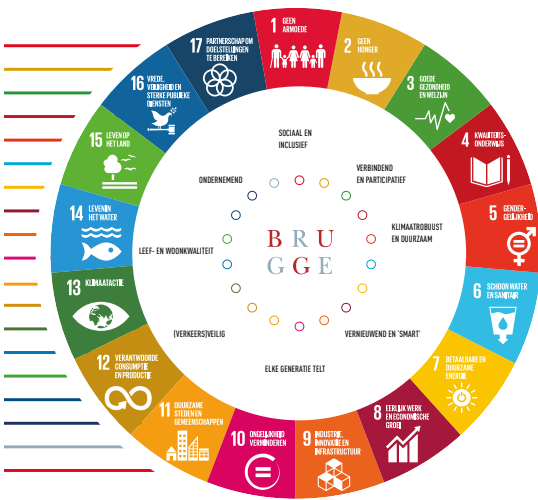 1 GEEN
ARMOEDE
2 GEEN
HONGER
3 GOEDE
GEZONDHEID
EN WELZIJN
4 KWALITEITS-
ONDERWIJS
5 GENDER-
GELIJKHEID
6 SCHOON WATER
EN SANITAIR
7 BETAALBARE EN
DUURZAME
ENERGIE
8 EERLIJK WERK
EN ECONOMISCHE
GROEI
9 INDUSTRIE,
INNOVATIE EN
INFRASTRUCTUUR
10 ONGELIJKHEID
VERMINDEREN
11 DUURZAME
STEDEN EN
GEMEENSCHAPPEN
12 VERANTWOORDE
CONSUMPTIE
EN PRODUCTIE
13 KLIMAATACTIE
14 LEVEN IN
HET WATER
15 LEVEN OP
HET LAND
16 VREDE,
VEILIGHEID EN
STERKE PUBLIEKE
DIENSTEN
17 PARTNERSCHAP OM
DOELSTELLINGEN
TE BEREIKEN
SOCIAAL EN
INCLUSIEF
VERBINDEND
EN PARTICIPATIEF
KLIMAATROBUUST
EN DUURZAAM
VERNIEUWEND EN 'SMART'
ELKE GENERATIE TELT
(VERKEERS)VEILIG
LEEF- EN WOONKWALITEIT
ONDERNEMEND
BRU
GGE